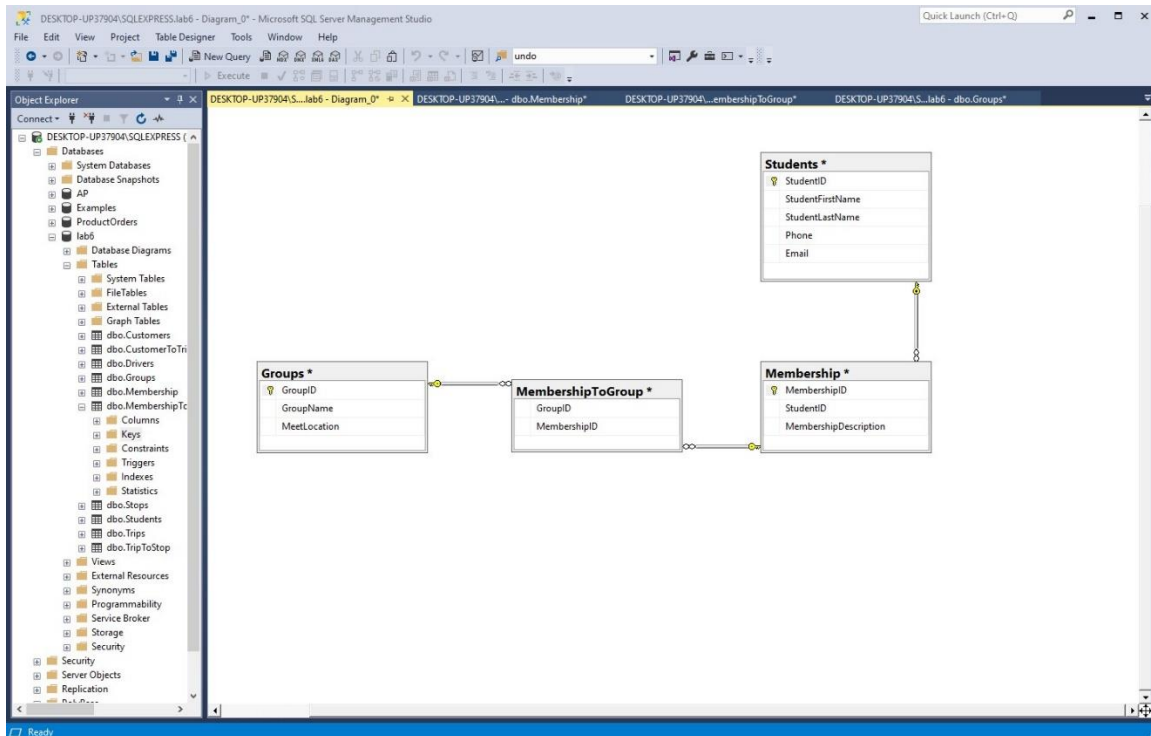 DESKTOP-UP37904\SQLEXPRESS.lab6 - Diagram_0* - Microsoft SQL Server Management Studio
Quick Launch (Ctrl+Q)
File Edit View Project Table Designer Tools Window Help
New Query undo
Execute
Object Explorer
DESKTOP-UP37904\S....lab6 - Diagram_0* DESKTOP-UP37904\...- dbo.Membership* DESKTOP-UP37904\...embershipToGroup* DESKTOP-UP37904\S...lab6 - dbo.Groups*
Connect
DESKTOP-UP37904\SQLEXPRESS (
Databases
System Databases
Database Snapshots
AP
Examples
ProductOrders
lab6
Database Diagrams
Tables
System Tables
FileTables
External Tables
Graph Tables
dbo.Customers
dbo.CustomerToTri
dbo.Drivers
dbo.Groups
dbo.Membership
dbo.MembershipTo
Columns
Keys
Constraints
Triggers
Indexes
Statistics
dbo.Stops
dbo.Students
dbo.Trips
dbo.TripToStop
Views
External Resources
Synonyms
Programmability
Service Broker
Storage
Security
Security
Server Objects
Replication
Students *
StudentID
StudentFirstName
StudentLastName
Phone
Email
Groups *
GroupID
GroupName
MeetLocation
MembershipToGroup *
GroupID
MembershipID
Membership *
MembershipID
StudentID
MembershipDescription
Ready